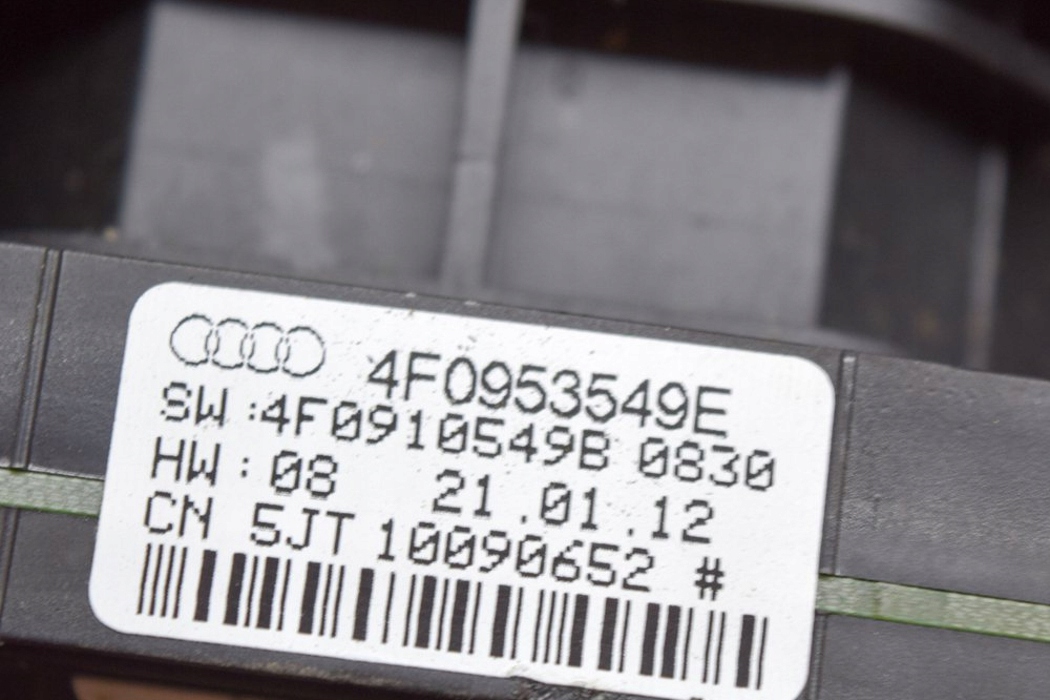 4F0953549E
SW :4F0910549B 0830
HW : 08 21 .01 .12
CN 5JT 10090652 #